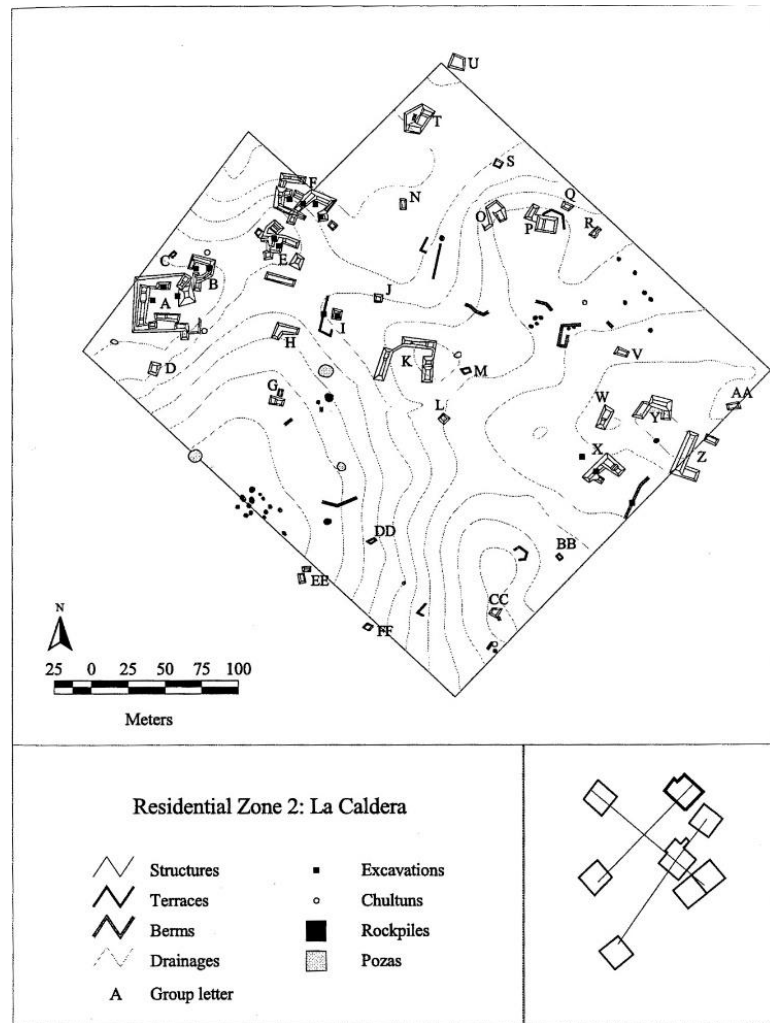 U
T
S
N
F
O
Q
P
R
C
E
B
A
J
I
H
K
V
D
M
G
L
W
Y
AA
X
Z
DD
BB
EE
CC
FF
N
25 0 25 50 75 100
Meters
Residential Zone 2: La Caldera
Structures
Terraces
Berms
Drainages
A Group letter
Excavations
Chultuns
Rockpiles
Pozas